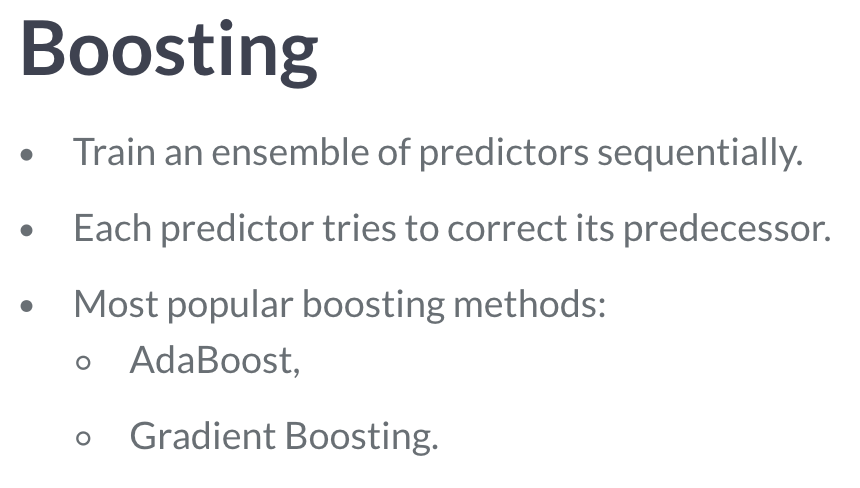 Boosting
• Train an ensemble of predictors sequentially.
• Each predictor tries to correct its predecessor.
• Most popular boosting methods:
○ AdaBoost,
○ Gradient Boosting.